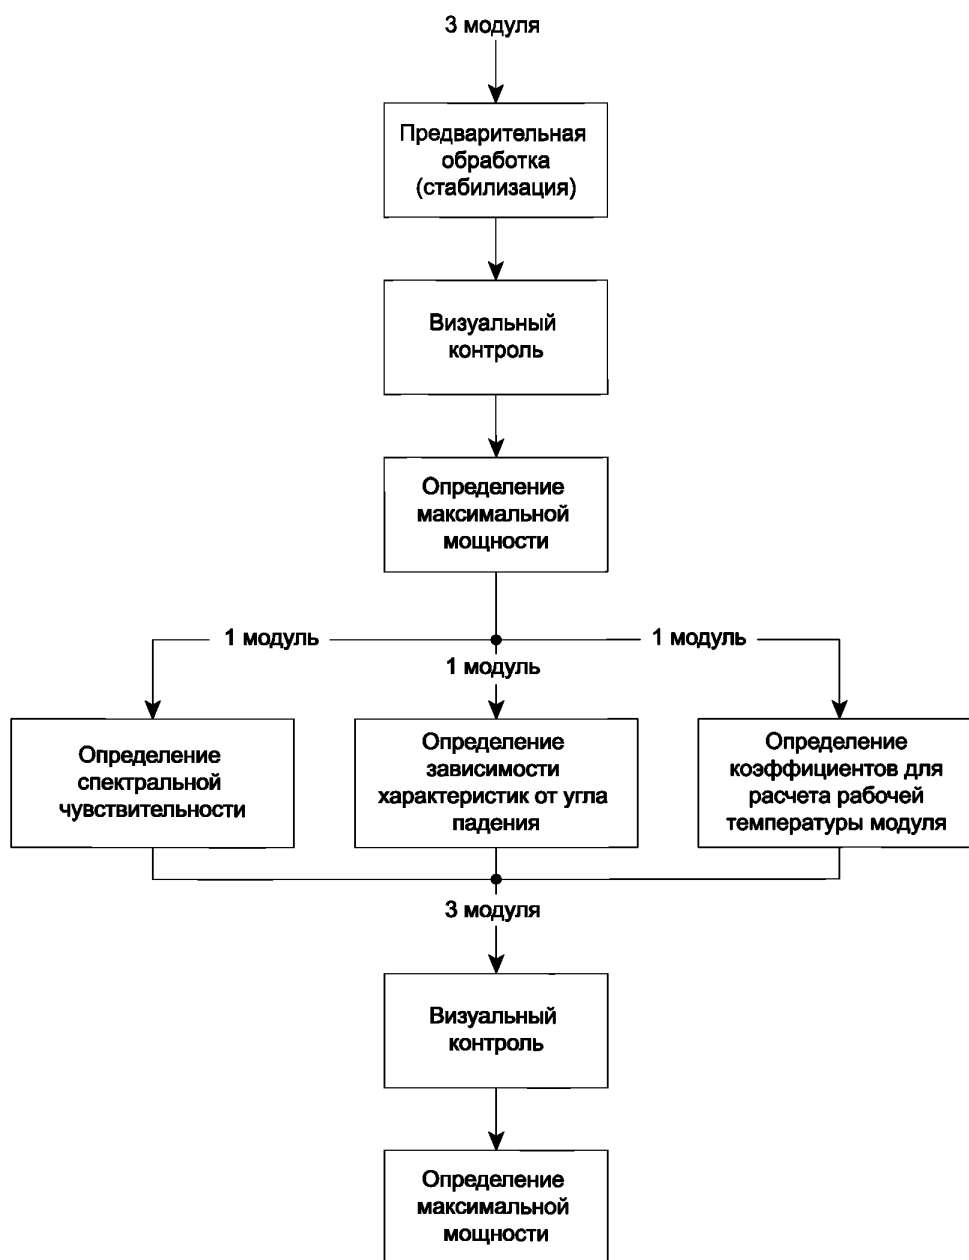 3 модуля
Предварительная
обработка
(стабилизация)
Визуальный
контроль
Определение
максимальной
мощности
1 модуль
1 модуль
1 модуль
Определение
спектральной
чувствительности
Определение
зависимости
характеристик от угла
падения
Определение
коэффициентов для
расчета рабочей
температуры модуля
3 модуля
Визуальный
контроль
Определение
максимальной
мощности